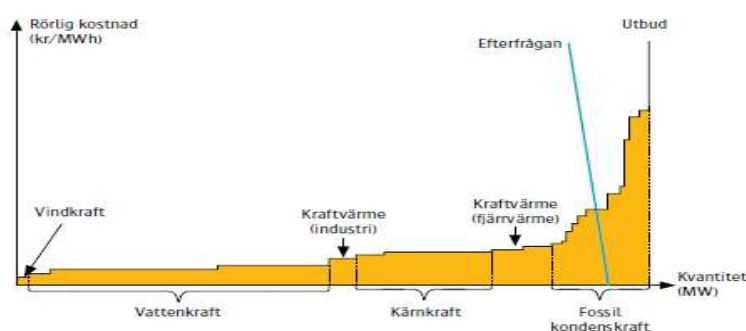 Rörlig kostnad
(kr/MWh)
Utbud
Efterfrågan
Vindkraft
Kraftvärme
(industri)
Kraftvärme
(fjärrvärme)
Kvantitet
(MW)
Vattenkraft
Kärnkraft
Fossil
kondenskraft